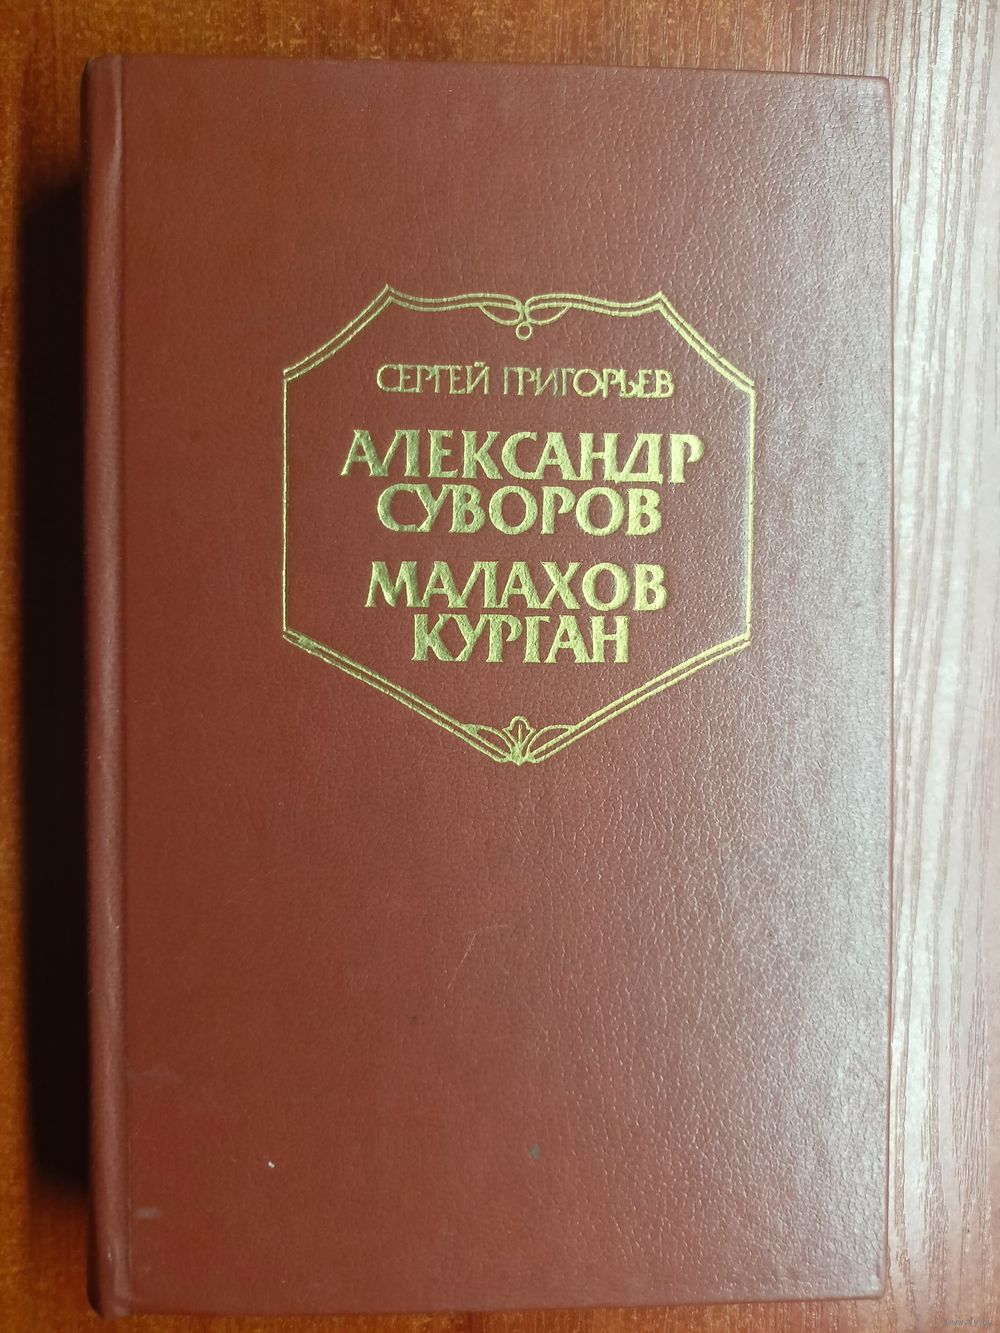 СЕРГЕЙ ГРИГОРЬЕВ
АЛЕКСАНДР
СУВОРОВ
МАЛАХОВ
КУРГАН